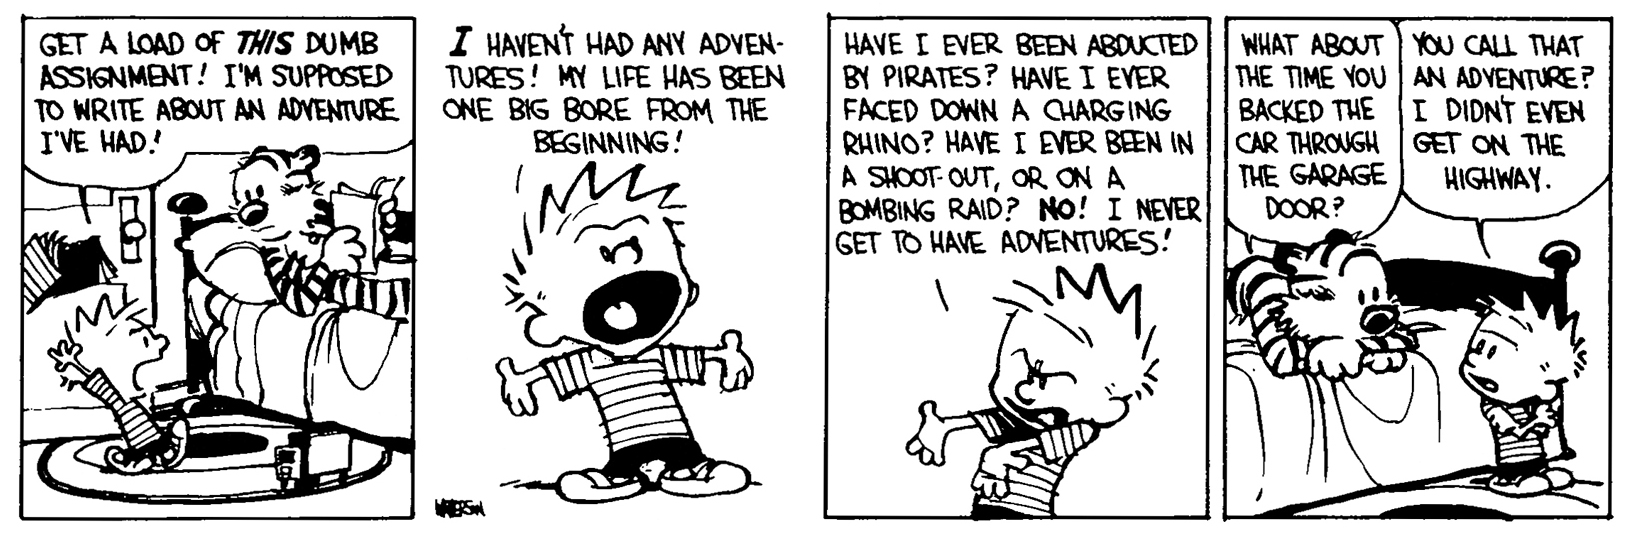 GET A LOAD OF THIS DUMB
ASSIGNMENT! I'M SUPPOSED
TO WRITE ABOUT AN ADVENTURE
I'VE HAD!
I HAVEN'T HAD ANY ADVEN-
TURES! MY LIFE HAS BEEN
ONE BIG BORE FROM THE
BEGINNING!
WATTERSON
HAVE I EVER BEEN ABDUCTED
BY PIRATES? HAVE I EVER
FACED DOWN A CHARGING
RHINO? HAVE I EVER BEEN IN
A SHOOT-OUT, OR ON A
BOMBING RAID? NO! I NEVER
GET TO HAVE ADVENTURES!
WHAT ABOUT
THE TIME YOU
BACKED THE
CAR THROUGH
THE GARAGE
DOOR?
YOU CALL THAT
AN ADVENTURE?
I DIDN'T EVEN
GET ON THE
HIGHWAY.